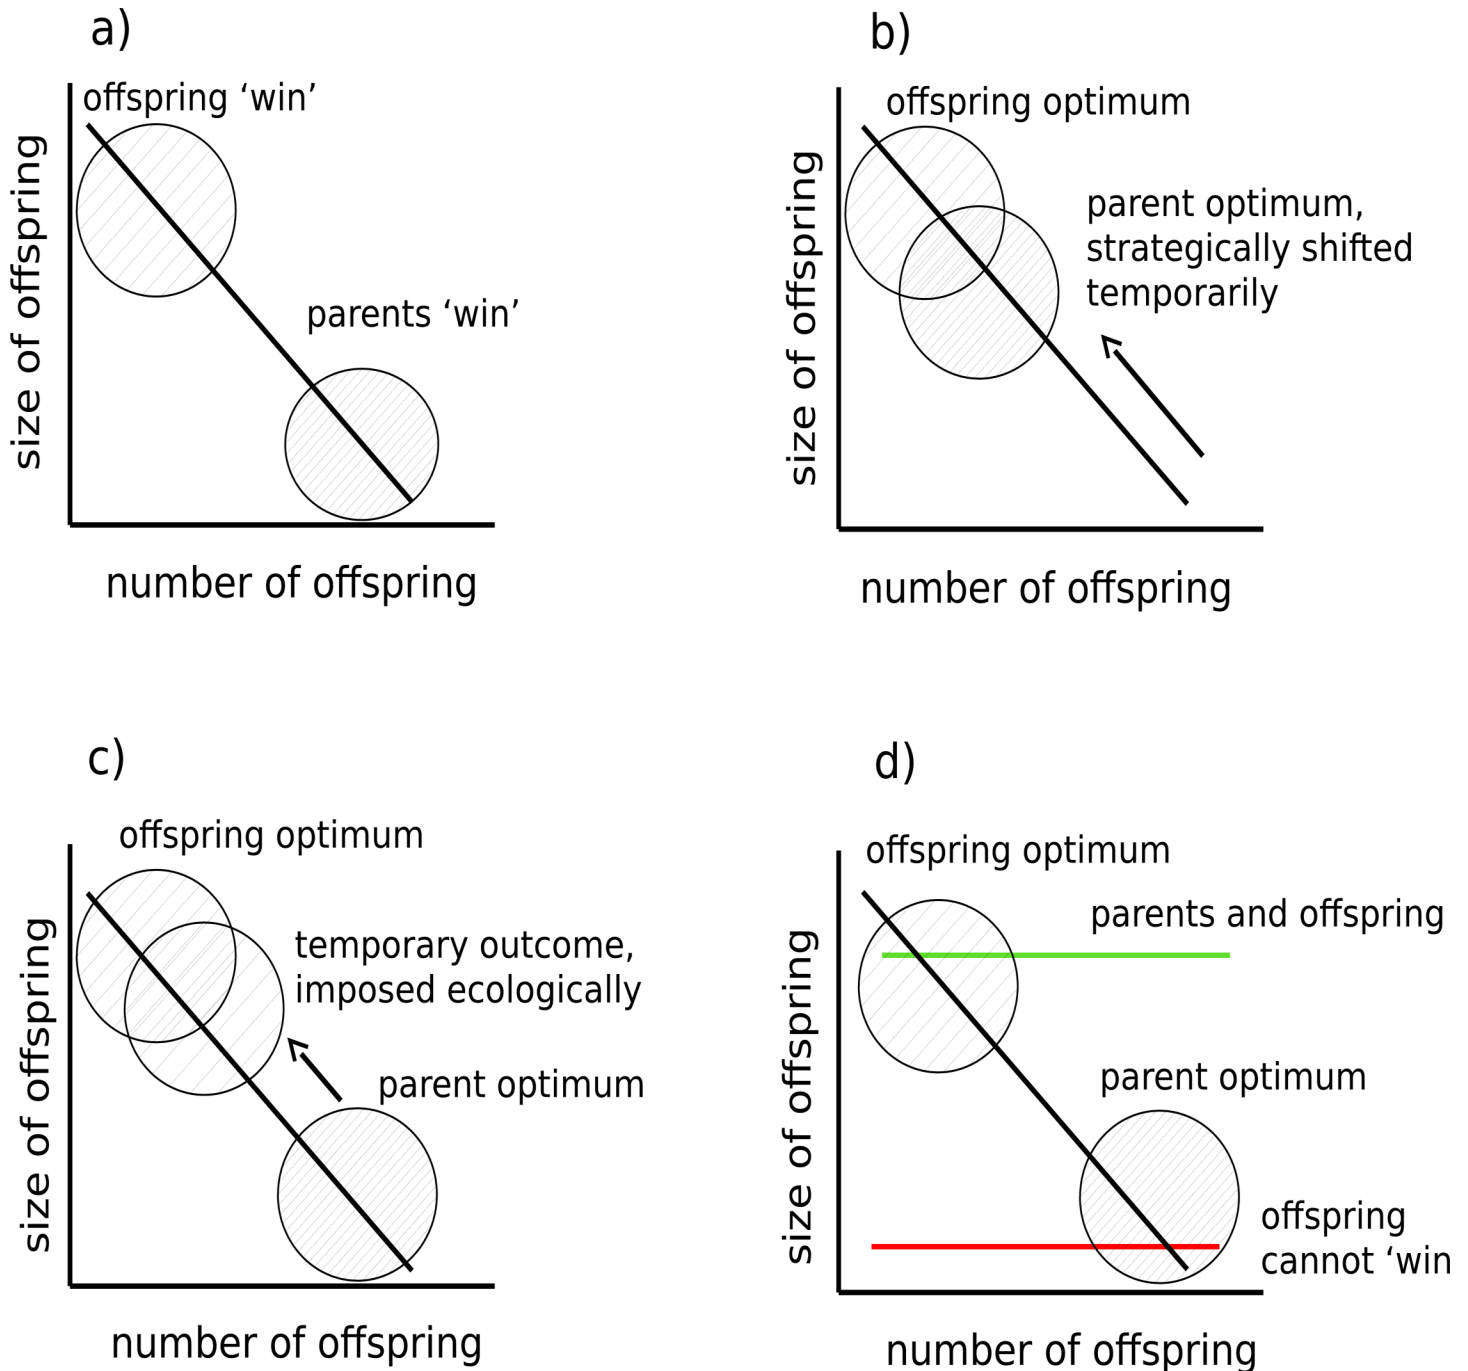 a)
offspring ‘win’
parents ‘win’
size of offspring
number of offspring
b)
offspring optimum
parent optimum,
strategically shifted
temporarily
size of offspring
number of offspring
c)
offspring optimum
temporary outcome,
imposed ecologically
parent optimum
size of offspring
number of offspring
d)
offspring optimum
parents and offspring
parent optimum
offspring
cannot ‘win
size of offspring
number of offspring